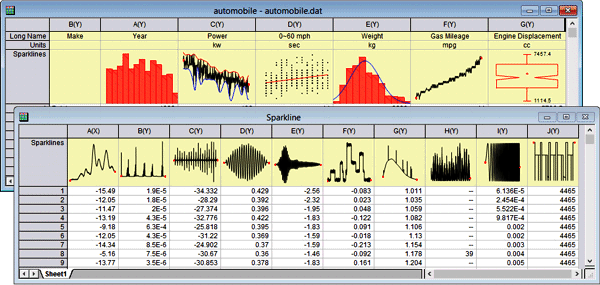 automobile - automobile.dat
B(Y) A(Y) C(Y) D(Y) E(Y) F(Y) G(Y)
Long Name Make Year Power 0~60 mph Weight Gas Mileage Engine Displacement
Units kw sec kg mpg cc
Sparklines 7457.4
1114.5
Sparkline
A(X) B(Y) C(Y) D(Y) E(Y) F(Y) G(Y) H(Y) I(Y) J(Y)
Sparklines
1 -15.49 1.9E-5 -34.332 0.429 -2.56 -0.083 1.011 -- 6.136E-5 4465
2 -12.05 1.8E-5 -28.29 0.392 -2.32 0.023 1.035 -- 2.454E-4 4465
3 -11.47 2E-5 -27.374 0.396 -1.95 0.048 1.059 -- 5.522E-4 4465
4 -13.19 4.3E-5 -32.776 0.422 -1.83 -0.122 1.082 -- 9.817E-4 4465
5 -9.18 6.3E-4 -25.818 0.395 -1.83 0.091 1.106 -- 0.002 4465
6 -12.05 4.3E-5 -31.22 0.369 -1.59 -0.018 1.13 -- 0.002 4465
7 -14.34 8.5E-4 -24.902 0.37 -1.59 -0.213 1.154 -- 0.003 4465
8 -5.16 7.5E-6 -30.67 0.36 -1.46 -0.092 1.178 39 0.004 4465
9 -13.77 3.5E-6 -30.853 0.378 -1.83 0.161 1.204 -- 0.005 4465
Sheet1